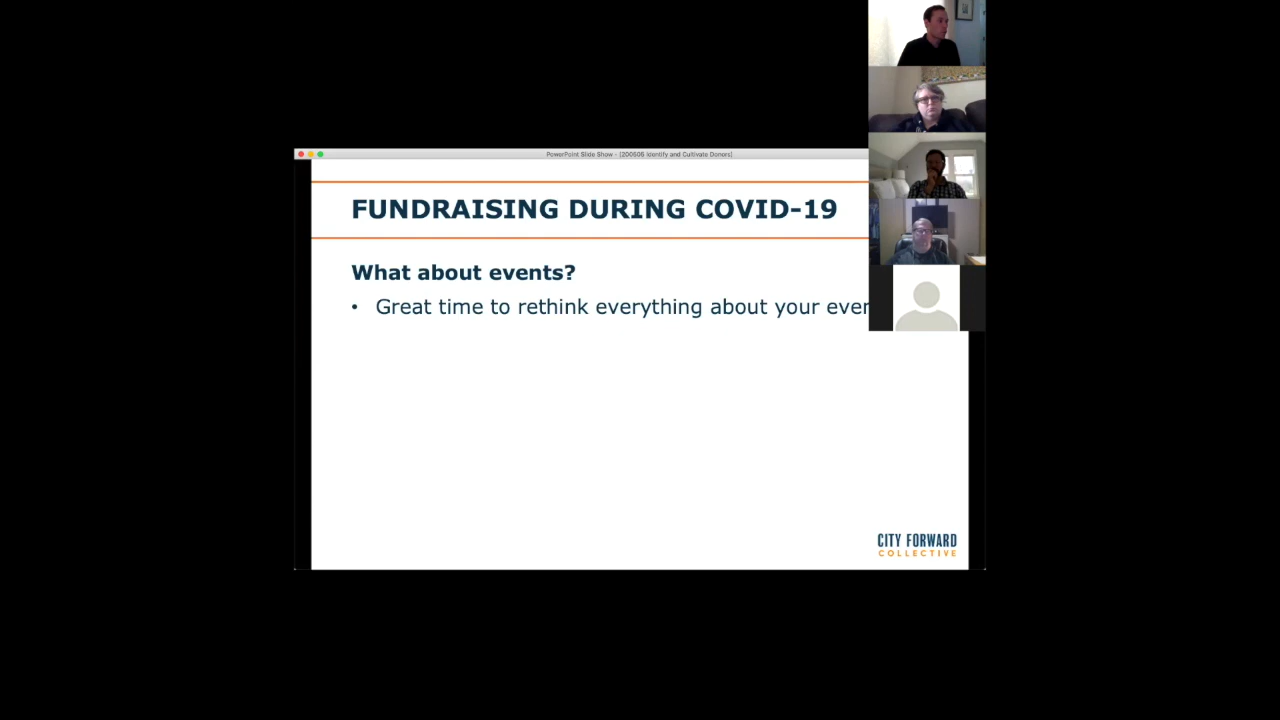 PowerPoint Slide Show - [200506 Identify and Cultivate Donors]
FUNDRAISING DURING COVID-19
What about events?
• Great time to rethink everything about your
CITY FORWARD
COLLECTIVE